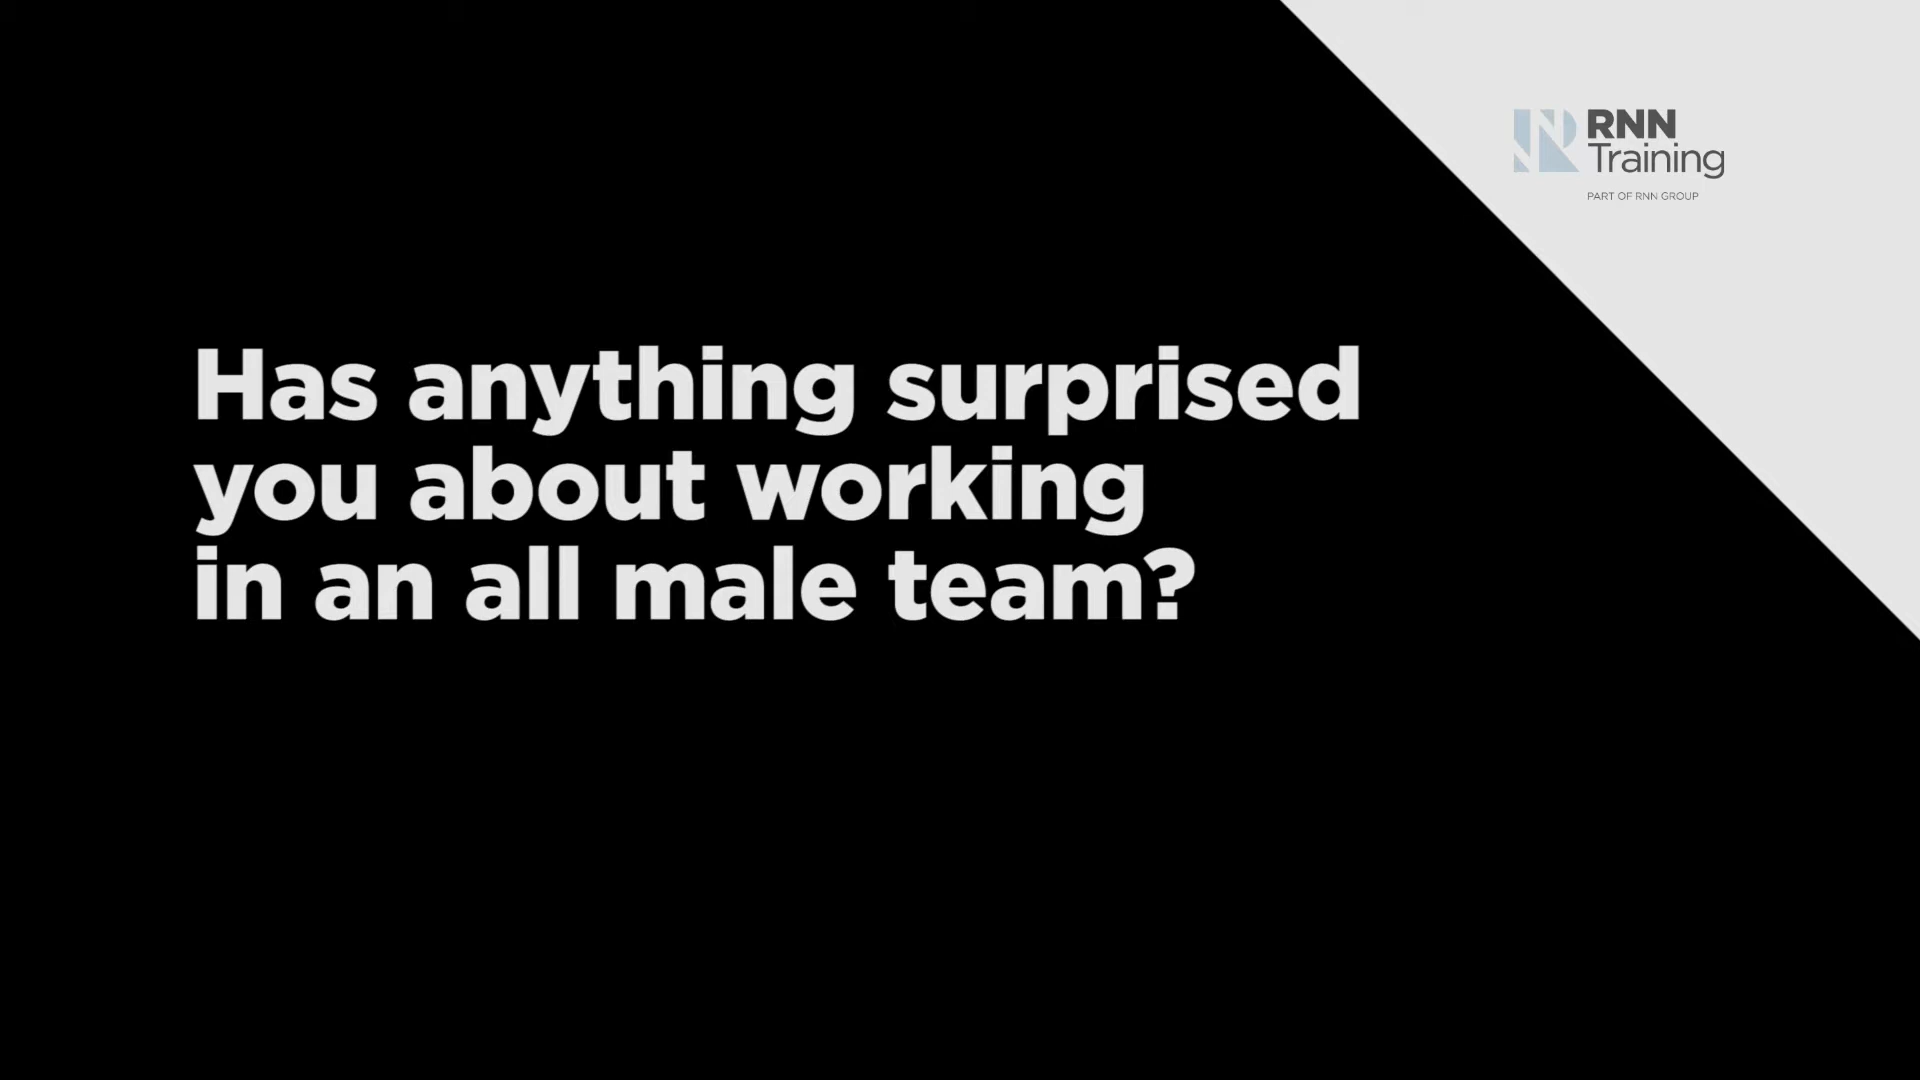 RNN
Training
PART OF RNN GROUP
Has anything surprised
you about working
in an all male team?